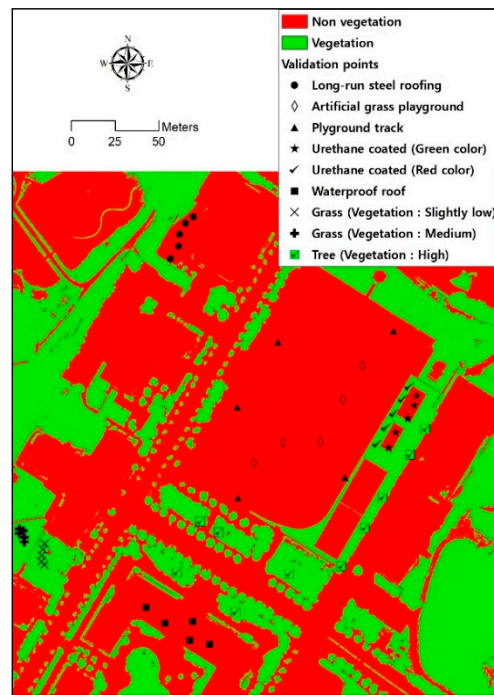 Non vegetation
Vegetation
Validation points
Long-run steel roofing
Artificial grass playground
Plyground track
Urethane coated (Green color)
Urethane coated (Red color)
Waterproof roof
Grass (Vegetation : Slightly low)
Grass (Vegetation : Medium)
Tree (Vegetation : High)
N
W E
S
Meters
0 25 50